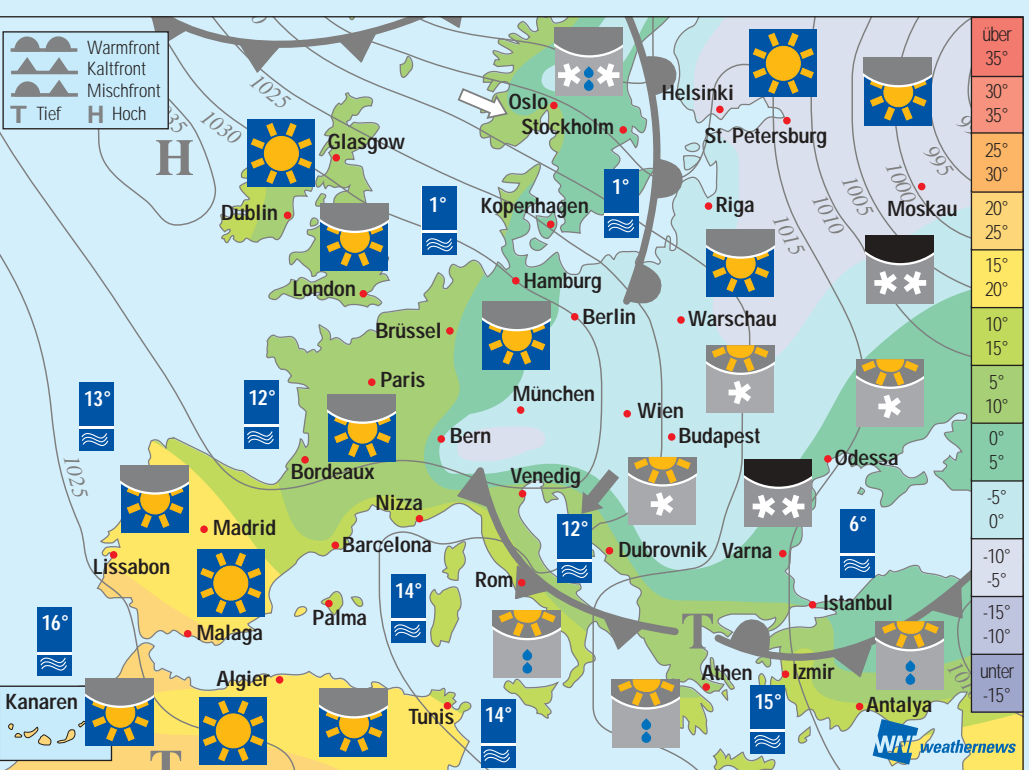 Warmfront
Kaltfront
Mischfront
T Tief H Hoch
1025
1030
1035
H
Glasgow
Dublin
London
Oslo
Stockholm
Helsinki
St. Petersburg
Kopenhagen
1°
1°
Riga
Moskau
995
1000
1005
1010
1015
Hamburg
Berlin
Warschau
Brüssel
Paris
München
Wien
Budapest
Bern
Odessa
13°
12°
Bordeaux
1025
Venedig
Nizza
Madrid
Barcelona
Lissabon
12°
Dubrovnik
Varna
6°
Rom
14°
Palma
Istanbul
16°
Malaga
T
Algier
Athen
Izmir
Kanaren
Tunis
14°
15°
Antalya
T
WNI weathernews
über
35°
30°
35°
25°
30°
20°
25°
15°
20°
10°
15°
5°
10°
0°
5°
-5°
0°
-10°
-5°
-15°
-10°
unter
-15°